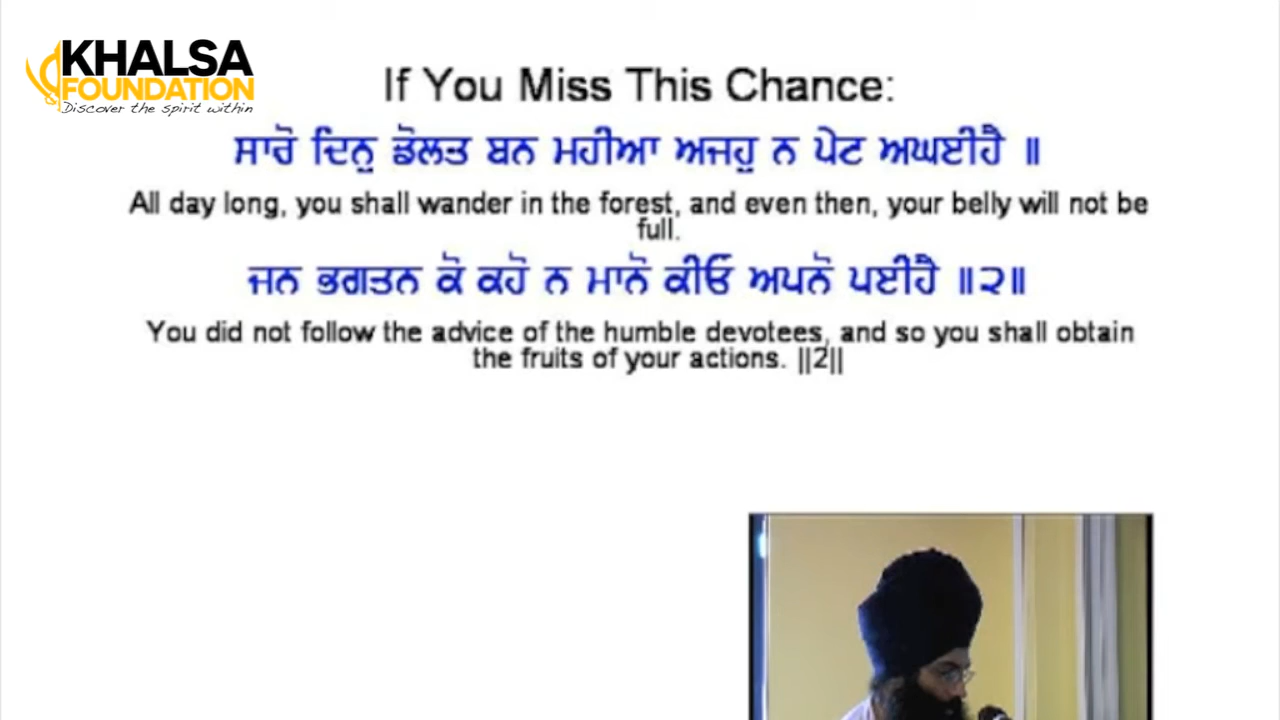 KHALSA
FOUNDATION
Discover the spirit within
If You Miss This Chance:
ਸਾਰੋ ਦਿਨੁ ਡੋਲਤ ਬਨ ਮਹੀਆ ਅਜਹੁ ਨ ਪੇਟ ਅਘਈਹੈ ॥
All day long, you shall wander in the forest, and even then, your belly will not be
full.
ਜਨ ਭਗਤਨ ਕੋ ਕਹੋ ਨ ਮਾਨੋ ਕੀਓ ਅਪਨੋ ਪਈਹੈ ॥੨॥
You did not follow the advice of the humble devotees, and so you shall obtain
the fruits of your actions. ||2||